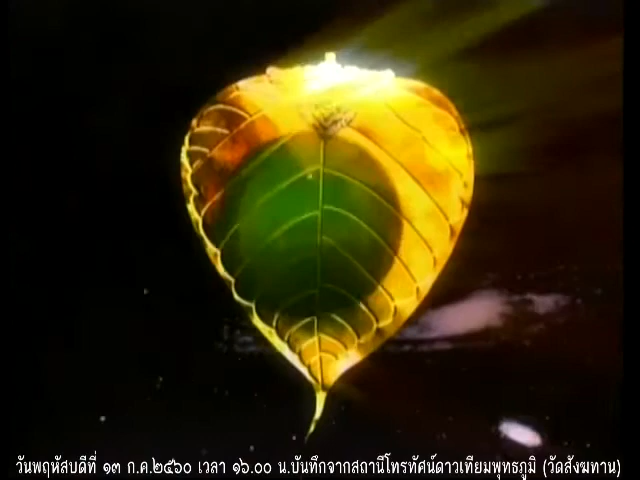 วันพฤหัสบดีที่ ๑๓ ก.ค.๒๕๖๐ เวลา ๑๖.๐๐ น.บันทึกจากสถานีโทรทัศน์ดาวเทียมพุทธภูมิ (วัดสังฆทาน)